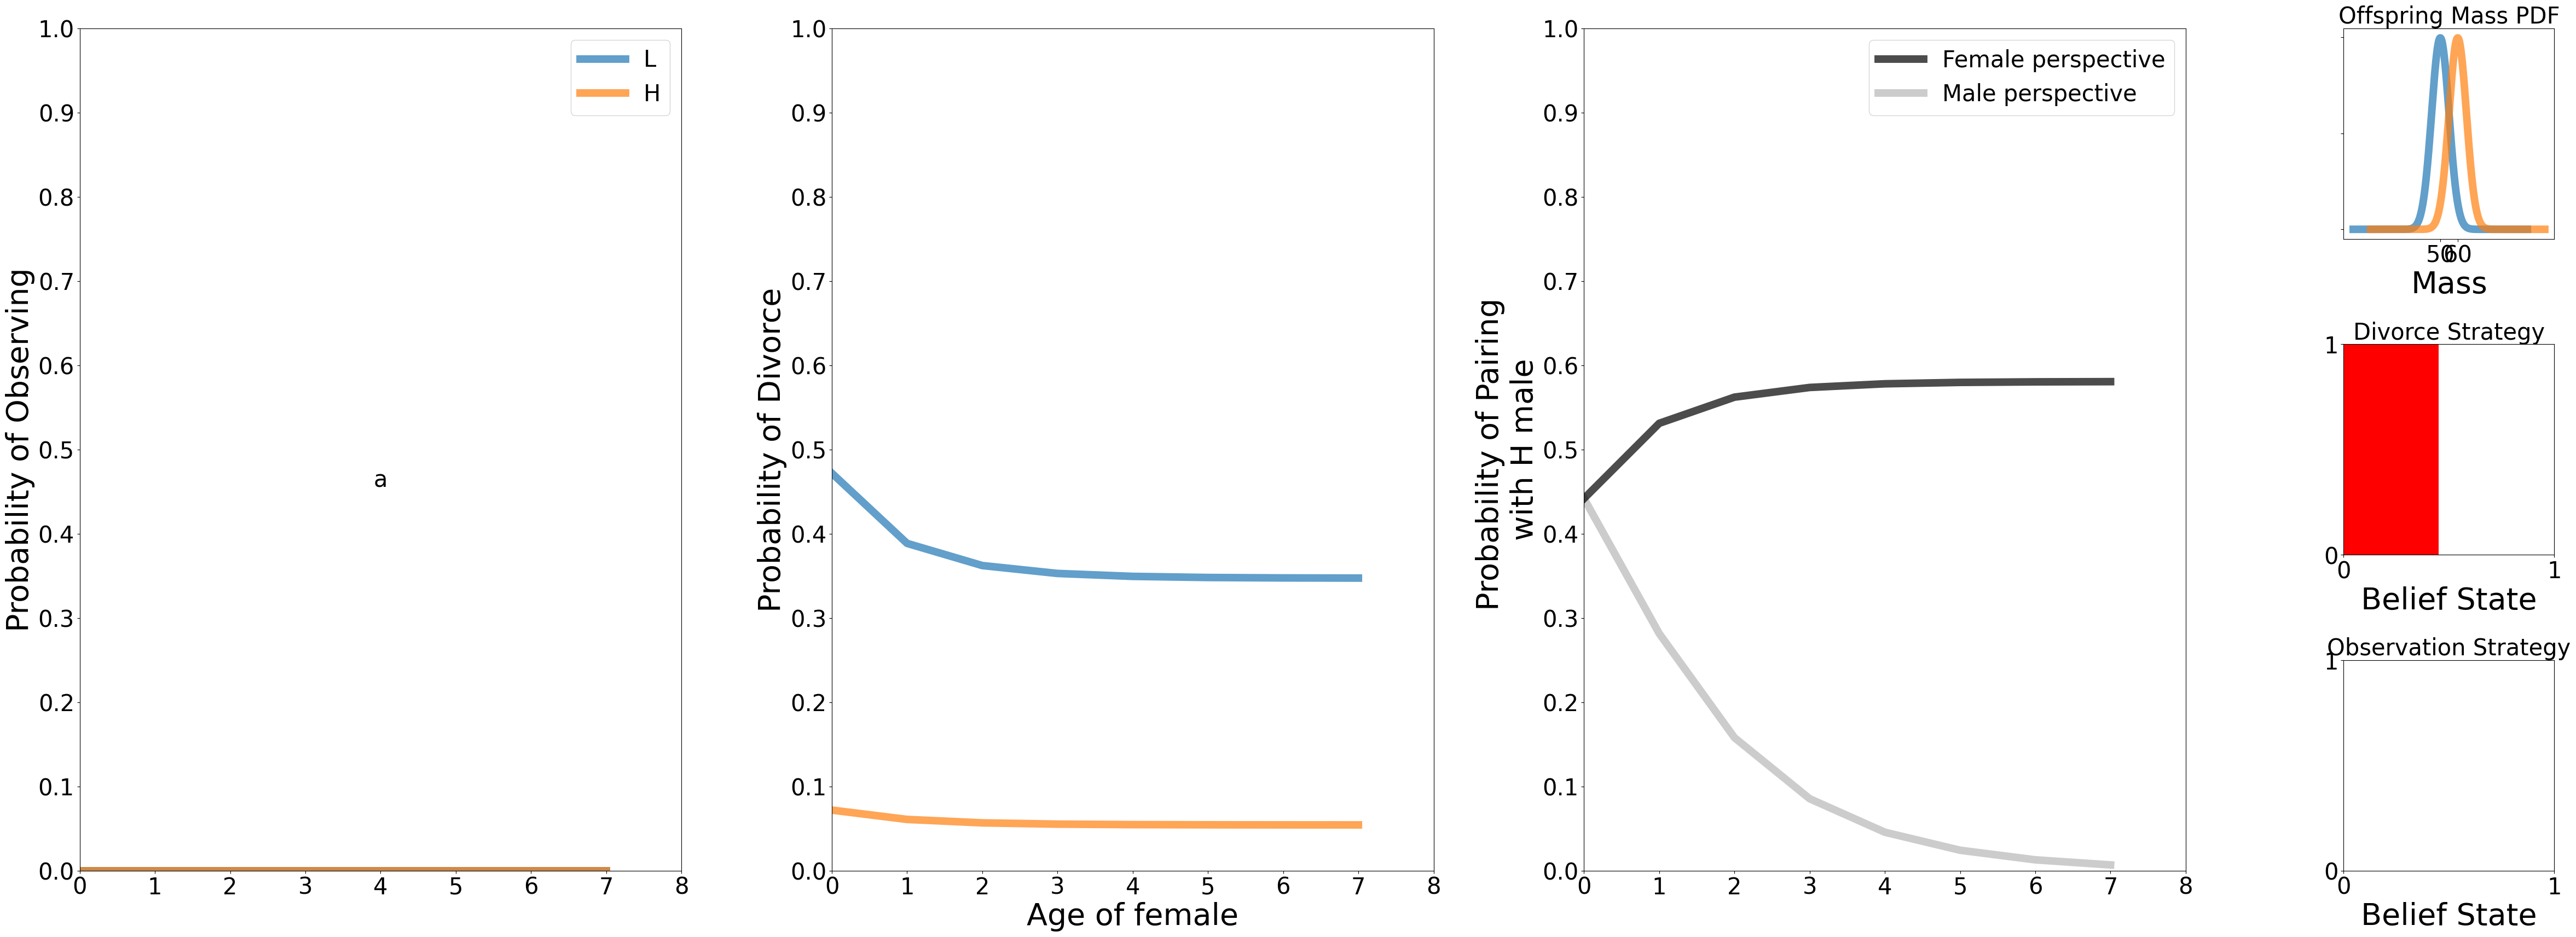 Probability of Observing
1.0
0.9
0.8
0.7
0.6
0.5
0.4
0.3
0.2
0.1
0.0
0 1 2 3 4 5 6 7 8
L
H
a
Probability of Divorce
1.0
0.9
0.8
0.7
0.6
0.5
0.4
0.3
0.2
0.1
0.0
0 1 2 3 4 5 6 7 8
Age of female
Probability of Pairing
with H male
1.0
0.9
0.8
0.7
0.6
0.5
0.4
0.3
0.2
0.1
0.0
0 1 2 3 4 5 6 7 8
Female perspective
Male perspective
Offspring Mass PDF
50 60
Mass
Divorce Strategy
1
0
0 1
Belief State
Observation Strategy
1
0
0 1
Belief State